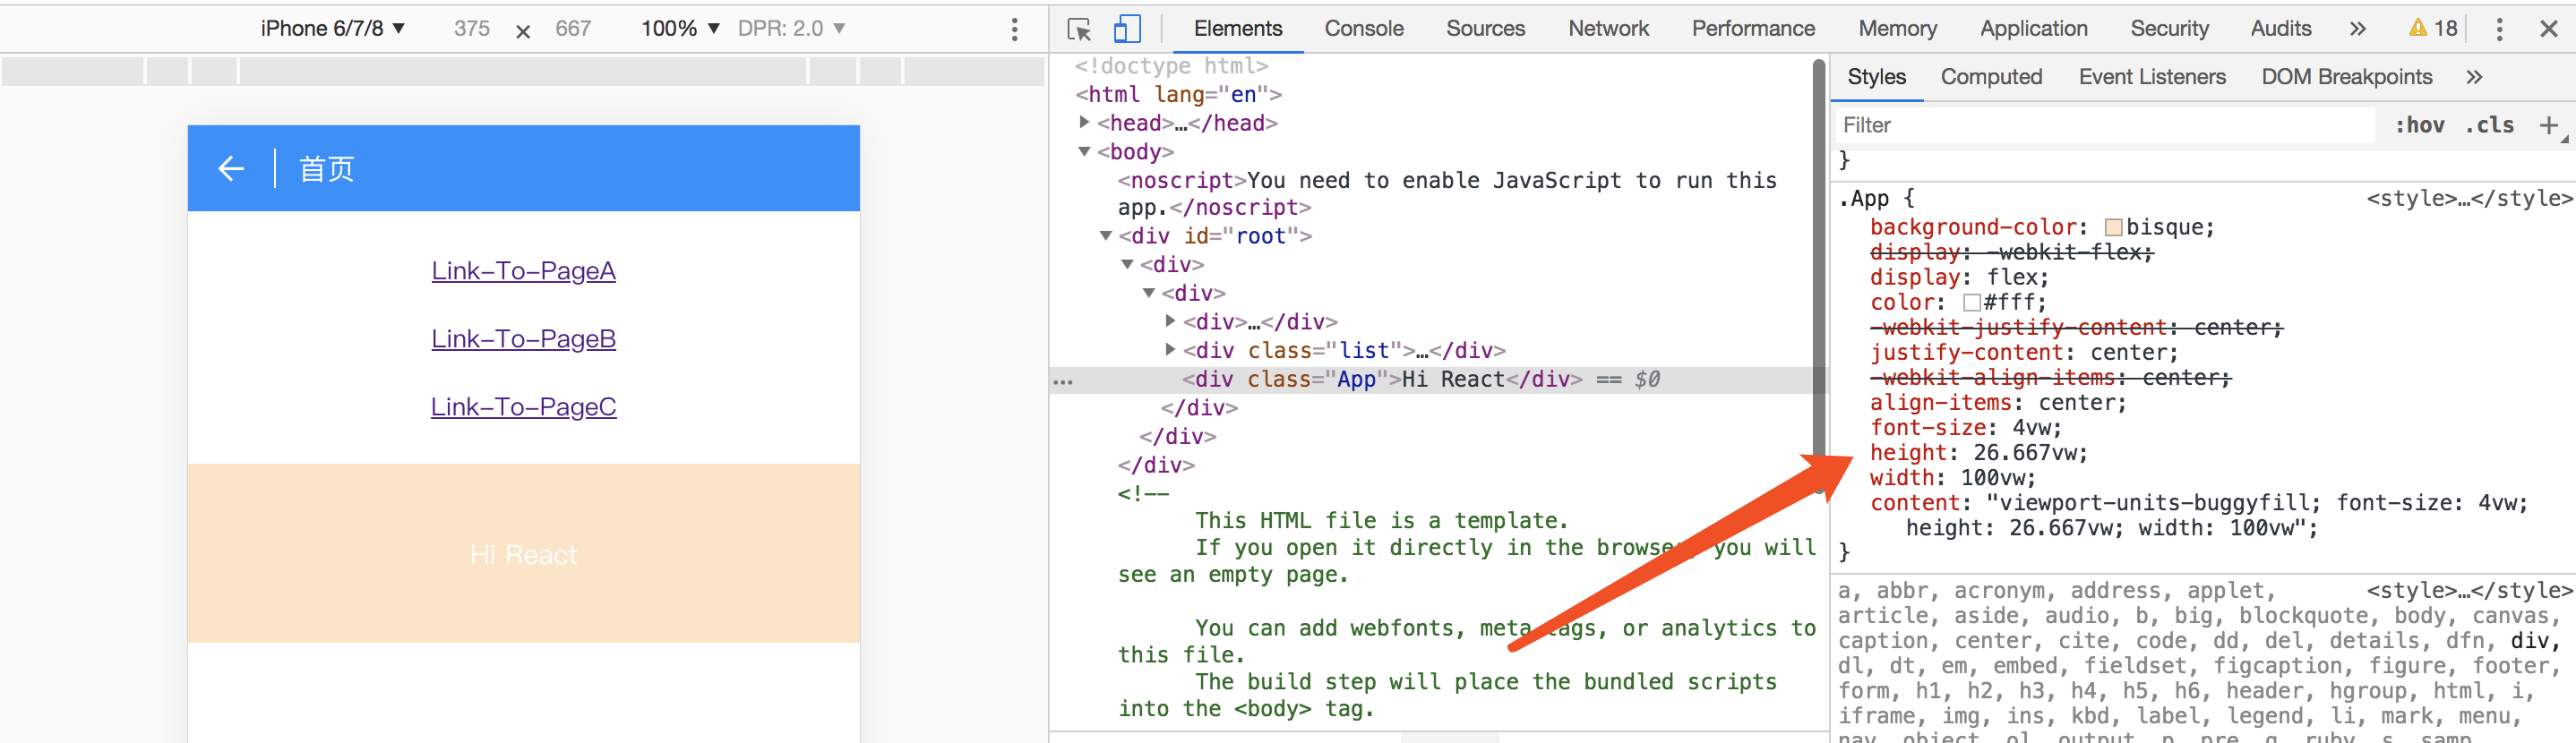 iPhone 6/7/8 ▼ 375 × 667 100% ▼ DPR: 2.0 ▼
首页
Link-To-PageA
Link-To-PageB
Link-To-PageC
Hi React
Elements Console Sources Network Performance Memory Application Security Audits » 18
<!doctype html>
<html lang="en">
<head>…</head>
<body>
<noscript>You need to enable JavaScript to run this
app.</noscript>
<div id="root">
<div>
<div>
<div>…</div>
<div class="list">…</div>
<div class="App">Hi React</div> == $0
</div>
</div>
</div>
<!--
This HTML file is a template.
If you open it directly in the browser, you will
see an empty page.
You can add webfonts, meta tags, or analytics to
this file.
The build step will place the bundled scripts
into the <body> tag.
Styles Computed Event Listeners DOM Breakpoints »
Filter :hov .cls +
}
.App { <style>…</style>
background-color: bisque;
display: -webkit-flex;
display: flex;
color: #fff;
-webkit-justify-content: center;
justify-content: center;
-webkit-align-items: center;
align-items: center;
font-size: 4vw;
height: 26.667vw;
width: 100vw;
content: "viewport-units-buggyfill; font-size: 4vw;
height: 26.667vw; width: 100vw";
}
a, abbr, acronym, address, applet, <style>…</style>
article, aside, audio, b, big, blockquote, body, canvas,
caption, center, cite, code, dd, del, details, dfn, div,
dl, dt, em, embed, fieldset, figcaption, figure, footer,
form, h1, h2, h3, h4, h5, h6, header, hgroup, html, i,
iframe, img, ins, kbd, label, legend, li, mark, menu,
nav, object, ol, output, p, pre, q, ruby, s, samp,